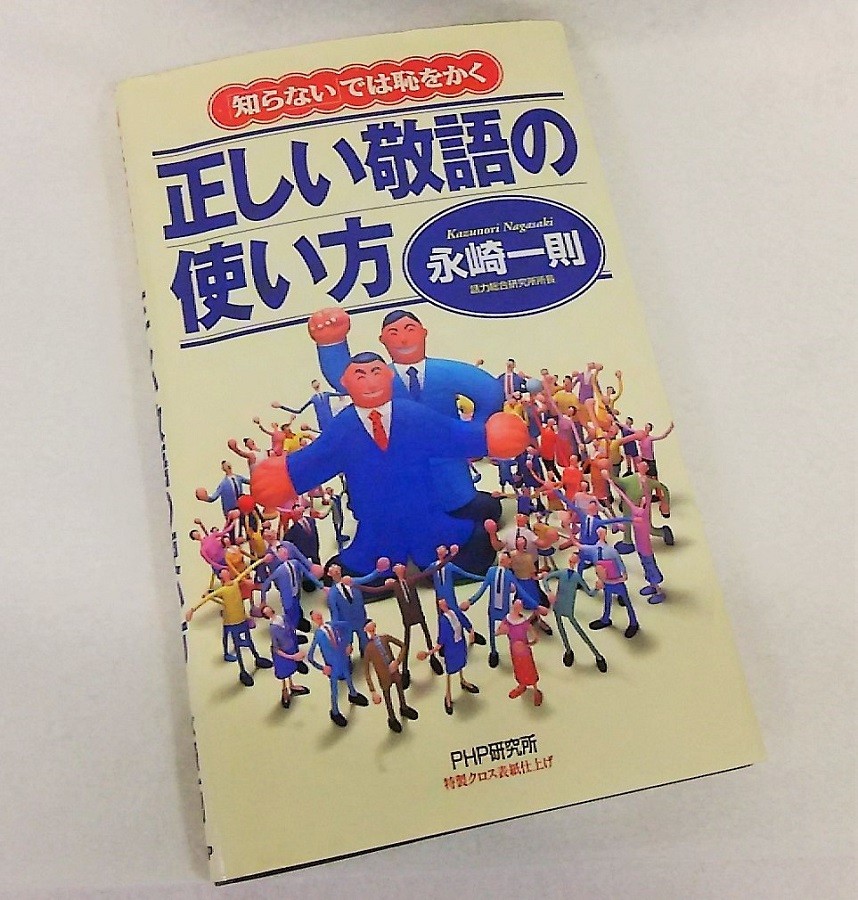 「知らない」では恥をかく
正しい敬語の
使い方
Kazunori Nagasaki
永崎一則
話力総合研究所所長
PHP研究所
特製クロス表紙仕上げ